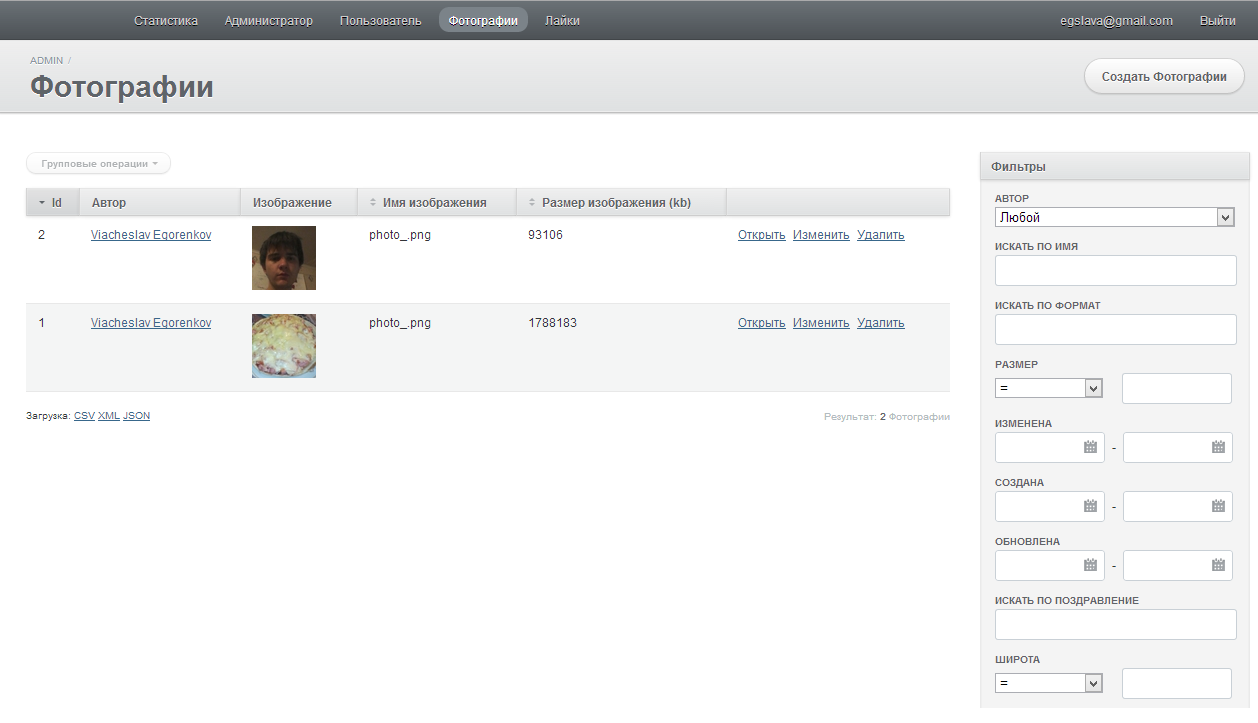 Статистика Администратор Пользователь Фотографии Лайки egslava@gmail.com Выйти
ADMIN /
Фотографии
Создать Фотографии
Групповые операции
Id Автор Изображение Имя изображения Размер изображения (kb)
2 Viacheslav Egorenkov photo_.png 93106 Открыть Изменить Удалить
1 Viacheslav Egorenkov photo_.png 1788183 Открыть Изменить Удалить
Загрузка: CSV XML JSON
Результат: 2 Фотографии
Фильтры
АВТОР
Любой
ИСКАТЬ ПО ИМЯ
ИСКАТЬ ПО ФОРМАТ
РАЗМЕР
=
ИЗМЕНЕНА
-
СОЗДАНА
-
ОБНОВЛЕНА
-
ИСКАТЬ ПО ПОЗДРАВЛЕНИЕ
ШИРОТА
=